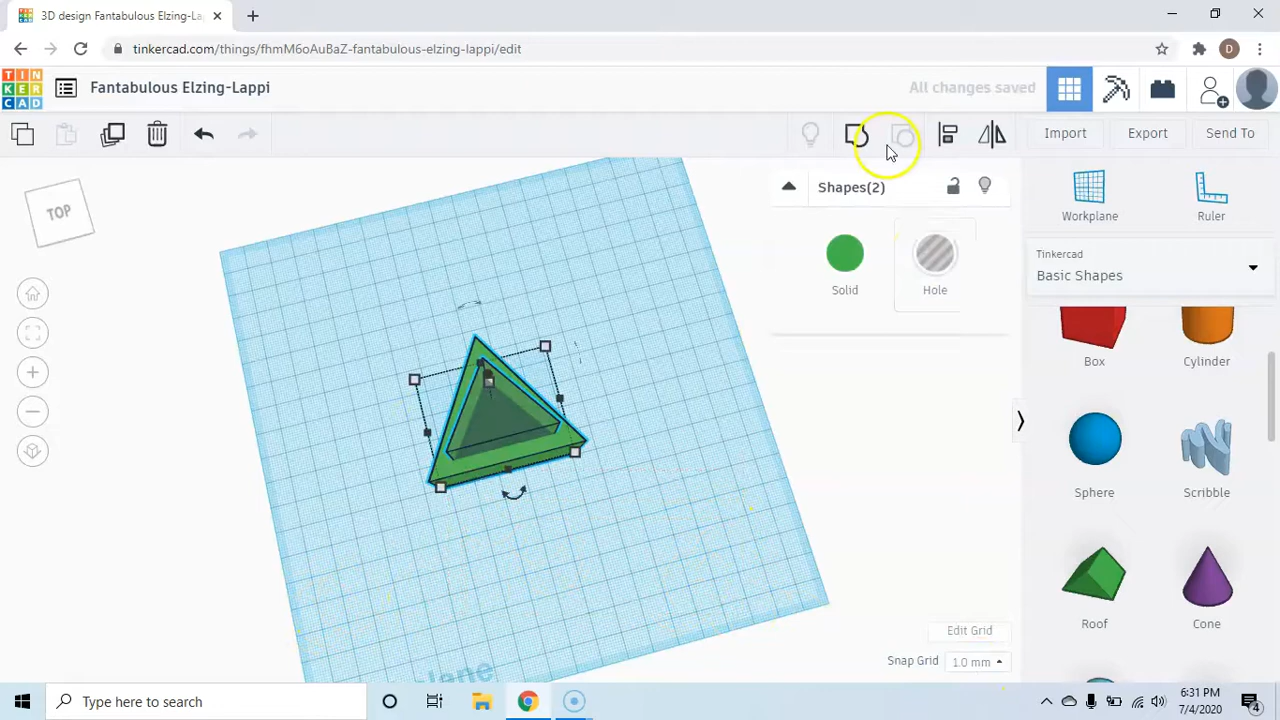 3D design Fantabulous Elzing-La
tinkercad.com/things/fhmM6oAuBaZ-fantabulous-elzing-lappi/edit
D
TIN
KER
CAD
Fantabulous Elzing-Lappi
All changes saved
Import
Export
Send To
TOP
Shapes(2)
Solid
Hole
Workplane
Ruler
Tinkercad
Basic Shapes
Box
Cylinder
Sphere
Scribble
Roof
Cone
Edit Grid
Snap Grid
1.0 mm
Type here to search
6:31 PM
7/4/2020
4